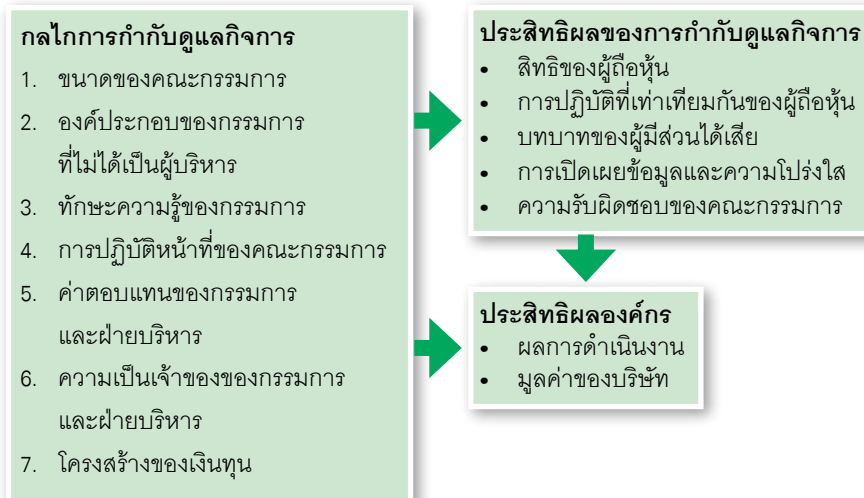 กลไกการกำกับดูแลกิจการ
1. ขนาดของคณะกรรมการ
2. องค์ประกอบของกรรมการ
ที่ไม่ได้เป็นผู้บริหาร
3. ทักษะความรู้ของกรรมการ
4. การปฏิบัติหน้าที่ของคณะกรรมการ
5. ค่าตอบแทนของกรรมการ
และฝ่ายบริหาร
6. ความเป็นเจ้าของของกรรมการ
และฝ่ายบริหาร
7. โครงสร้างของเงินทุน
ประสิทธิผลของการกำกับดูแลกิจการ
• สิทธิของผู้ถือหุ้น
• การปฏิบัติที่เท่าเทียมกันของผู้ถือหุ้น
• บทบาทของผู้มีส่วนได้เสีย
• การเปิดเผยข้อมูลและความโปร่งใส
• ความรับผิดชอบของคณะกรรมการ
ประสิทธิผลองค์กร
• ผลการดำเนินงาน
• มูลค่าของบริษัท